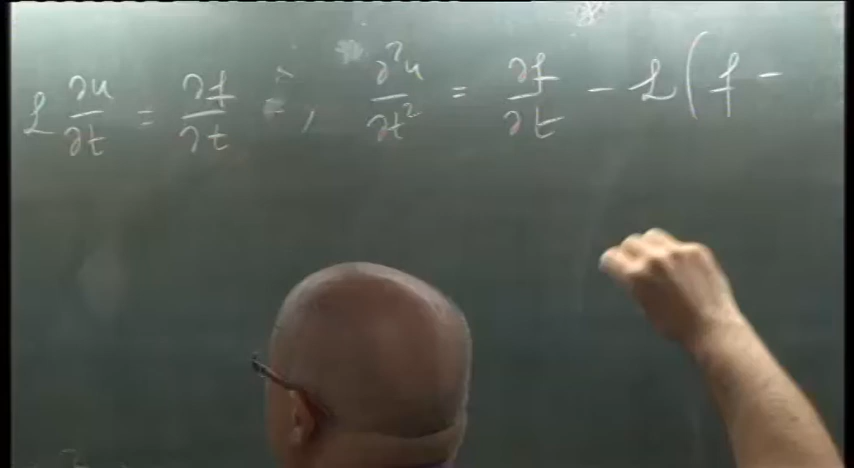 ℒ ∂u/∂t = ∂f/∂t , ∂²u/∂t² = ∂f/∂t - ℒ(f -